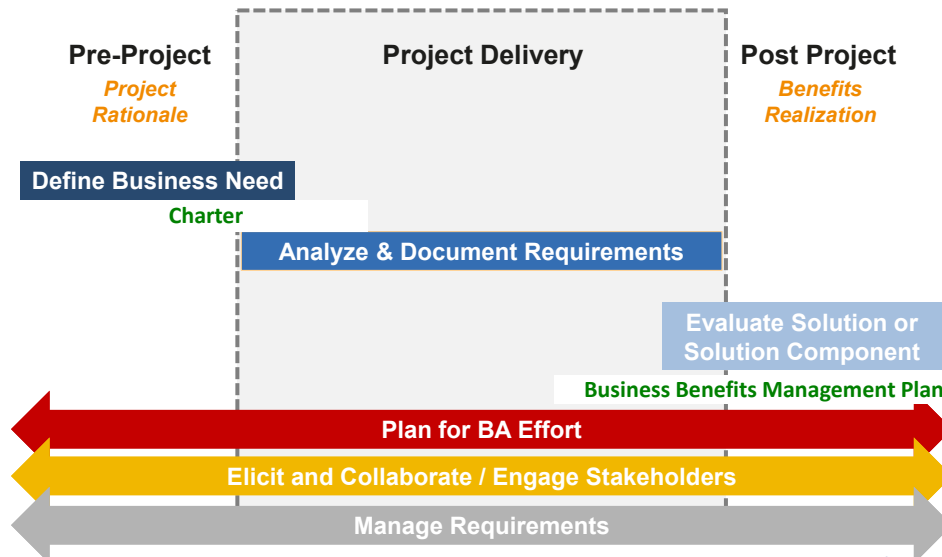 Pre-Project
Project Delivery
Post Project
Project
Rationale
Benefits
Realization
Define Business Need
Charter
Analyze & Document Requirements
Evaluate Solution or
Solution Component
Business Benefits Management Plan
Plan for BA Effort
Elicit and Collaborate / Engage Stakeholders
Manage Requirements